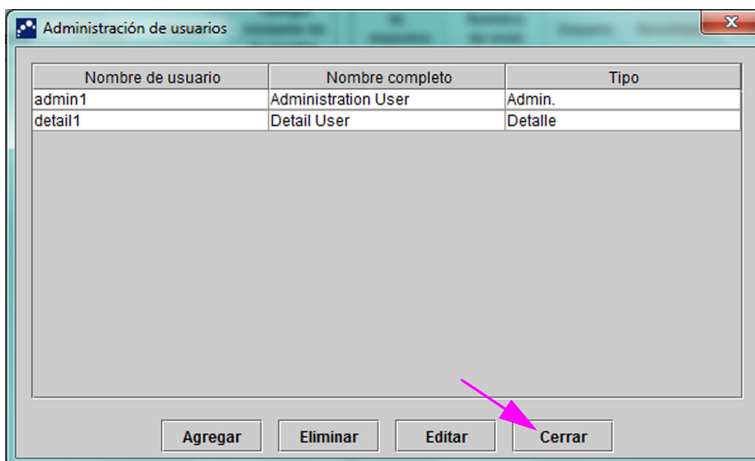 Administración de usuarios
Nombre de usuario Nombre completo Tipo
admin1 Administration User Admin.
detail1 Detail User Detalle
Agregar Eliminar Editar Cerrar